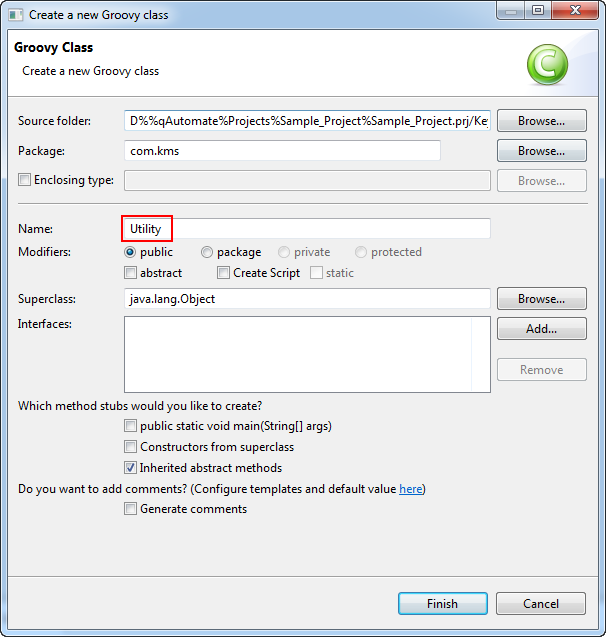 Create a new Groovy class
Groovy Class
Create a new Groovy class
C
Source folder: D%%qAutomate%Projects%Sample_Project%Sample_Project.prj/Ke Browse...
Package: com.kms Browse...
Enclosing type: Browse...
Name: Utility
Modifiers: public package private protected
abstract Create Script static
Superclass: java.lang.Object Browse...
Interfaces: Add...
Remove
Which method stubs would you like to create?
public static void main(String[] args)
Constructors from superclass
Inherited abstract methods
Do you want to add comments? (Configure templates and default value here)
Generate comments
Finish Cancel